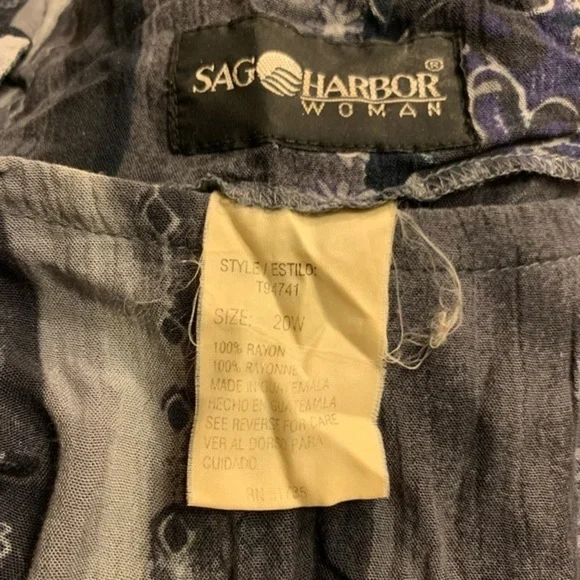 SAG HARBOR®
WOMAN
STYLE / ESTILO:
T94741
SIZE: 20W
100% RAYON
100% RAYONNE
MADE IN GUATEMALA
HECHO EN GUATEMALA
SEE REVERSE FOR CARE
VER AL DORSO PARA
CUIDADO
RN